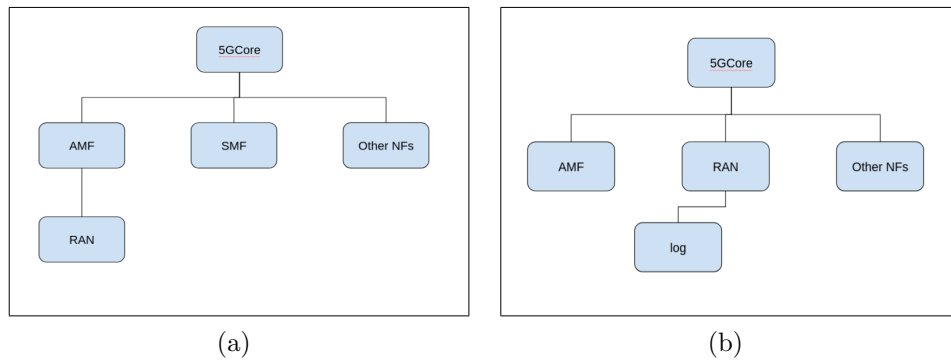 5GCore
AMF
SMF
Other NFs
RAN
(a)
5GCore
AMF
RAN
Other NFs
log
(b)